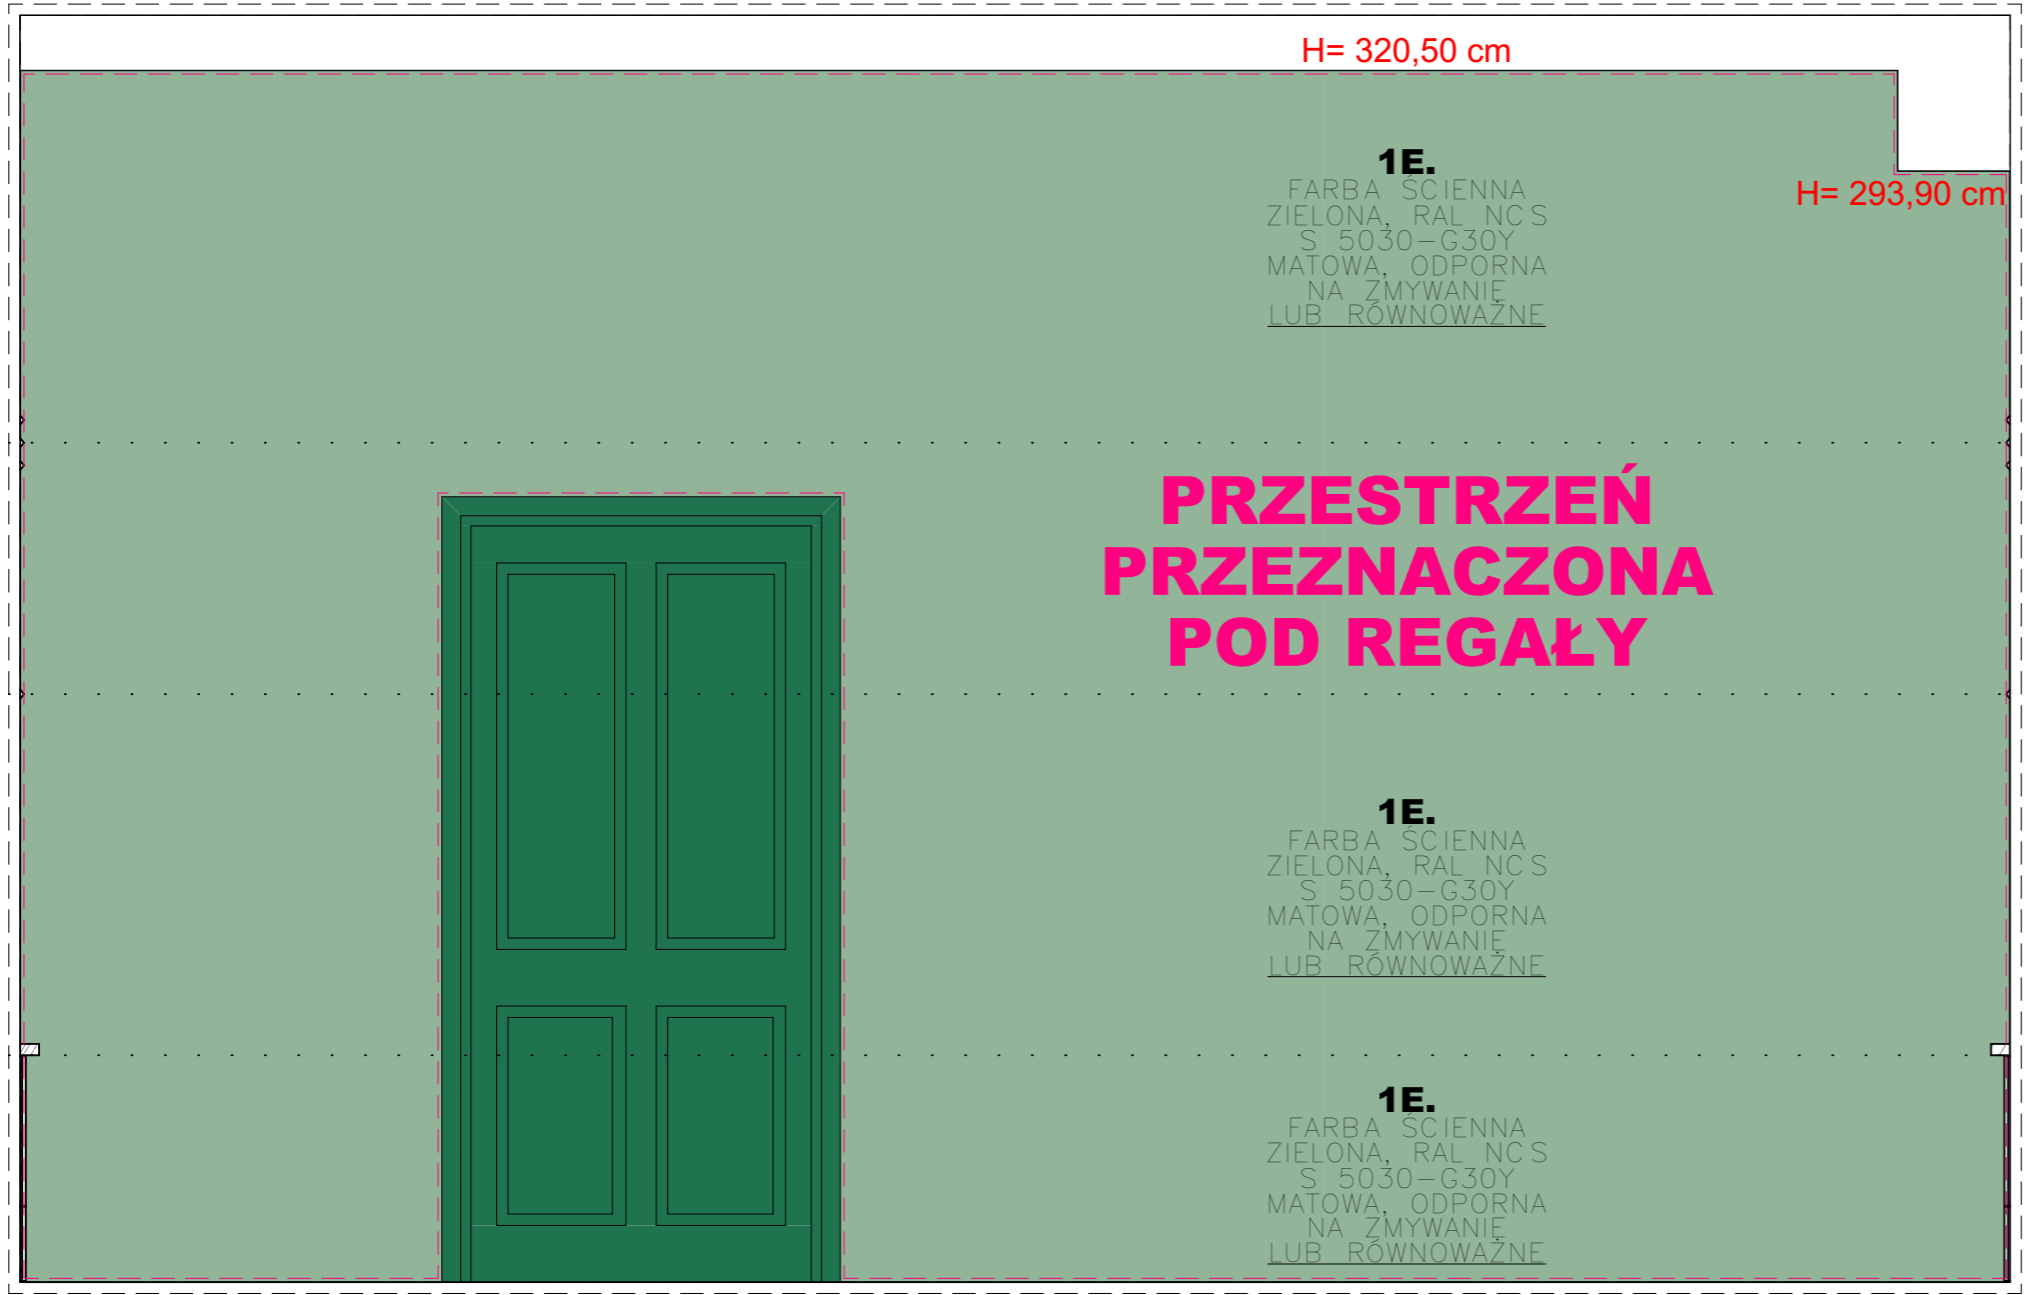 H= 320,50 cm
1E.
FARBA ŚCIENNA
ZIELONA, RAL NCS
S 5030-G30Y
MATOWA, ODPORNA
NA ZMYWANIE
LUB RÓWNOWAŻNE
H= 293,90 cm
PRZESTRZEŃ
PRZEZNACZONA
POD REGAŁY
1E.
FARBA ŚCIENNA
ZIELONA, RAL NCS
S 5030-G30Y
MATOWA, ODPORNA
NA ZMYWANIE
LUB RÓWNOWAŻNE
1E.
FARBA ŚCIENNA
ZIELONA, RAL NCS
S 5030-G30Y
MATOWA, ODPORNA
NA ZMYWANIE
LUB RÓWNOWAŻNE